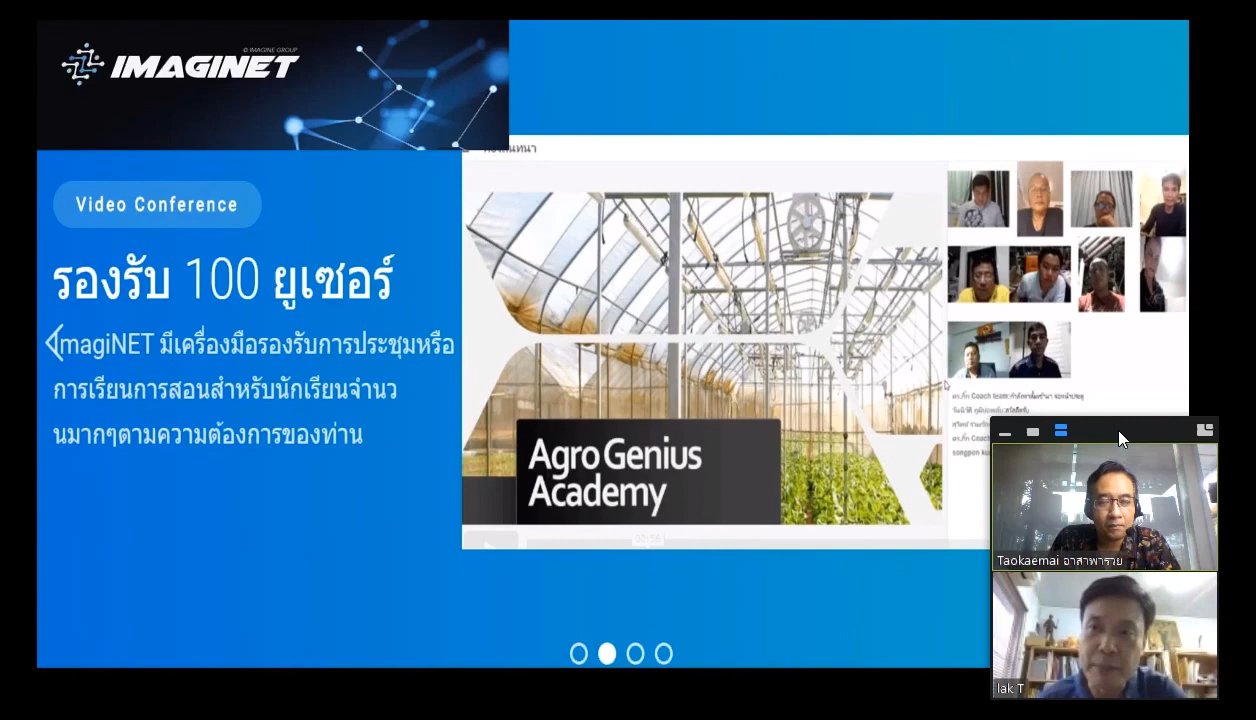 © IMAGINE GROUP
IMAGINET
Video Conference
รองรับ 100 ยูเซอร์
ImagiNET มีเครื่องมือรองรับการประชุมหรือ
การเรียนการสอนสำหรับนักเรียนจำนว
นมากๆตามความต้องการของท่าน
Agro Genius
Academy
00:58
Taokaemai อาสาพารวย
lak T